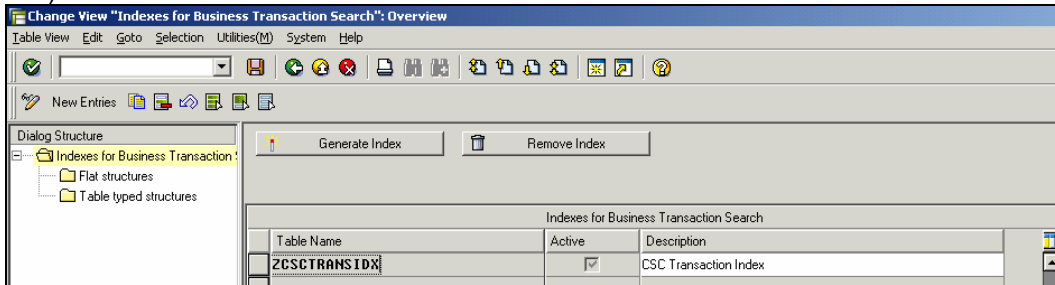 Change View "Indexes for Business Transaction Search": Overview
Table View Edit Goto Selection Utilities(M) System Help
New Entries
Dialog Structure
Indexes for Business Transaction
Flat structures
Table typed structures
Generate Index Remove Index
Indexes for Business Transaction Search
Table Name Active Description
ZCSCTRANSIDX CSC Transaction Index